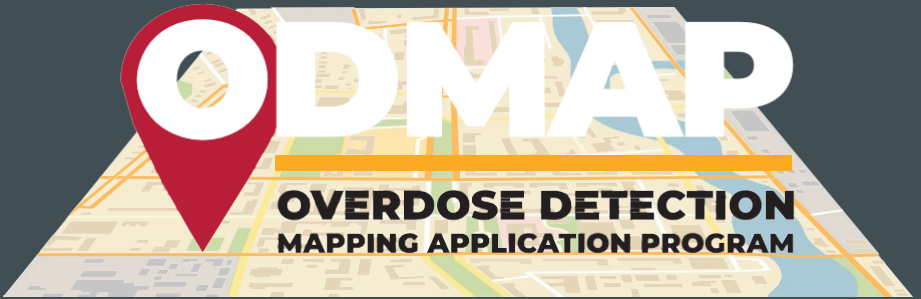 ODMAP
OVERDOSE DETECTION
MAPPING APPLICATION PROGRAM